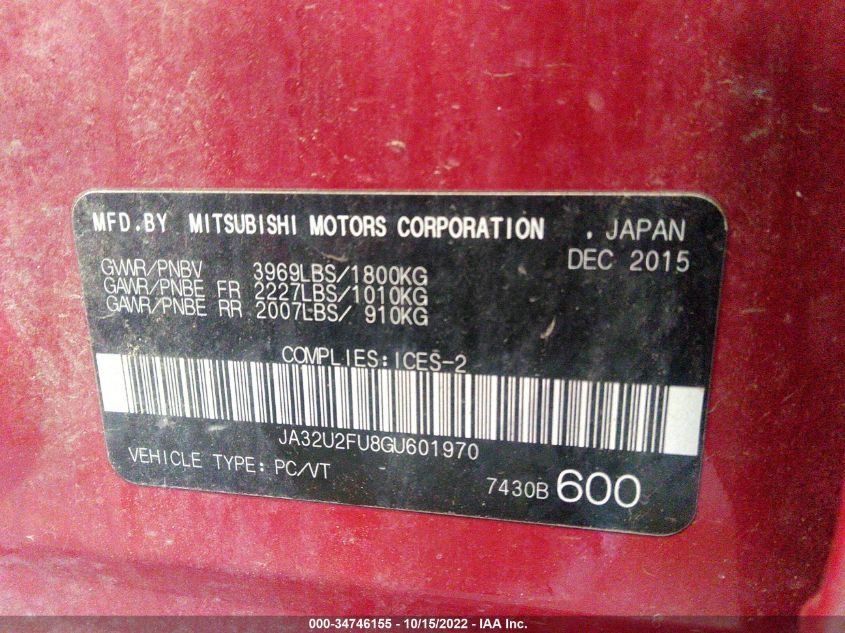 MFD.BY MITSUBISHI MOTORS CORPORATION . JAPAN
DEC 2015
GVWR/PNBV 3969LBS/1800KG
GAWR/PNBE FR 2227LBS/1010KG
GAWR/PNBE RR 2007LBS/ 910KG
COMPLIES:ICES-2
JA32U2FU8GU601970
VEHICLE TYPE: PC/VT
7430B 600
000-34746155 - 10/15/2022 - IAA Inc.